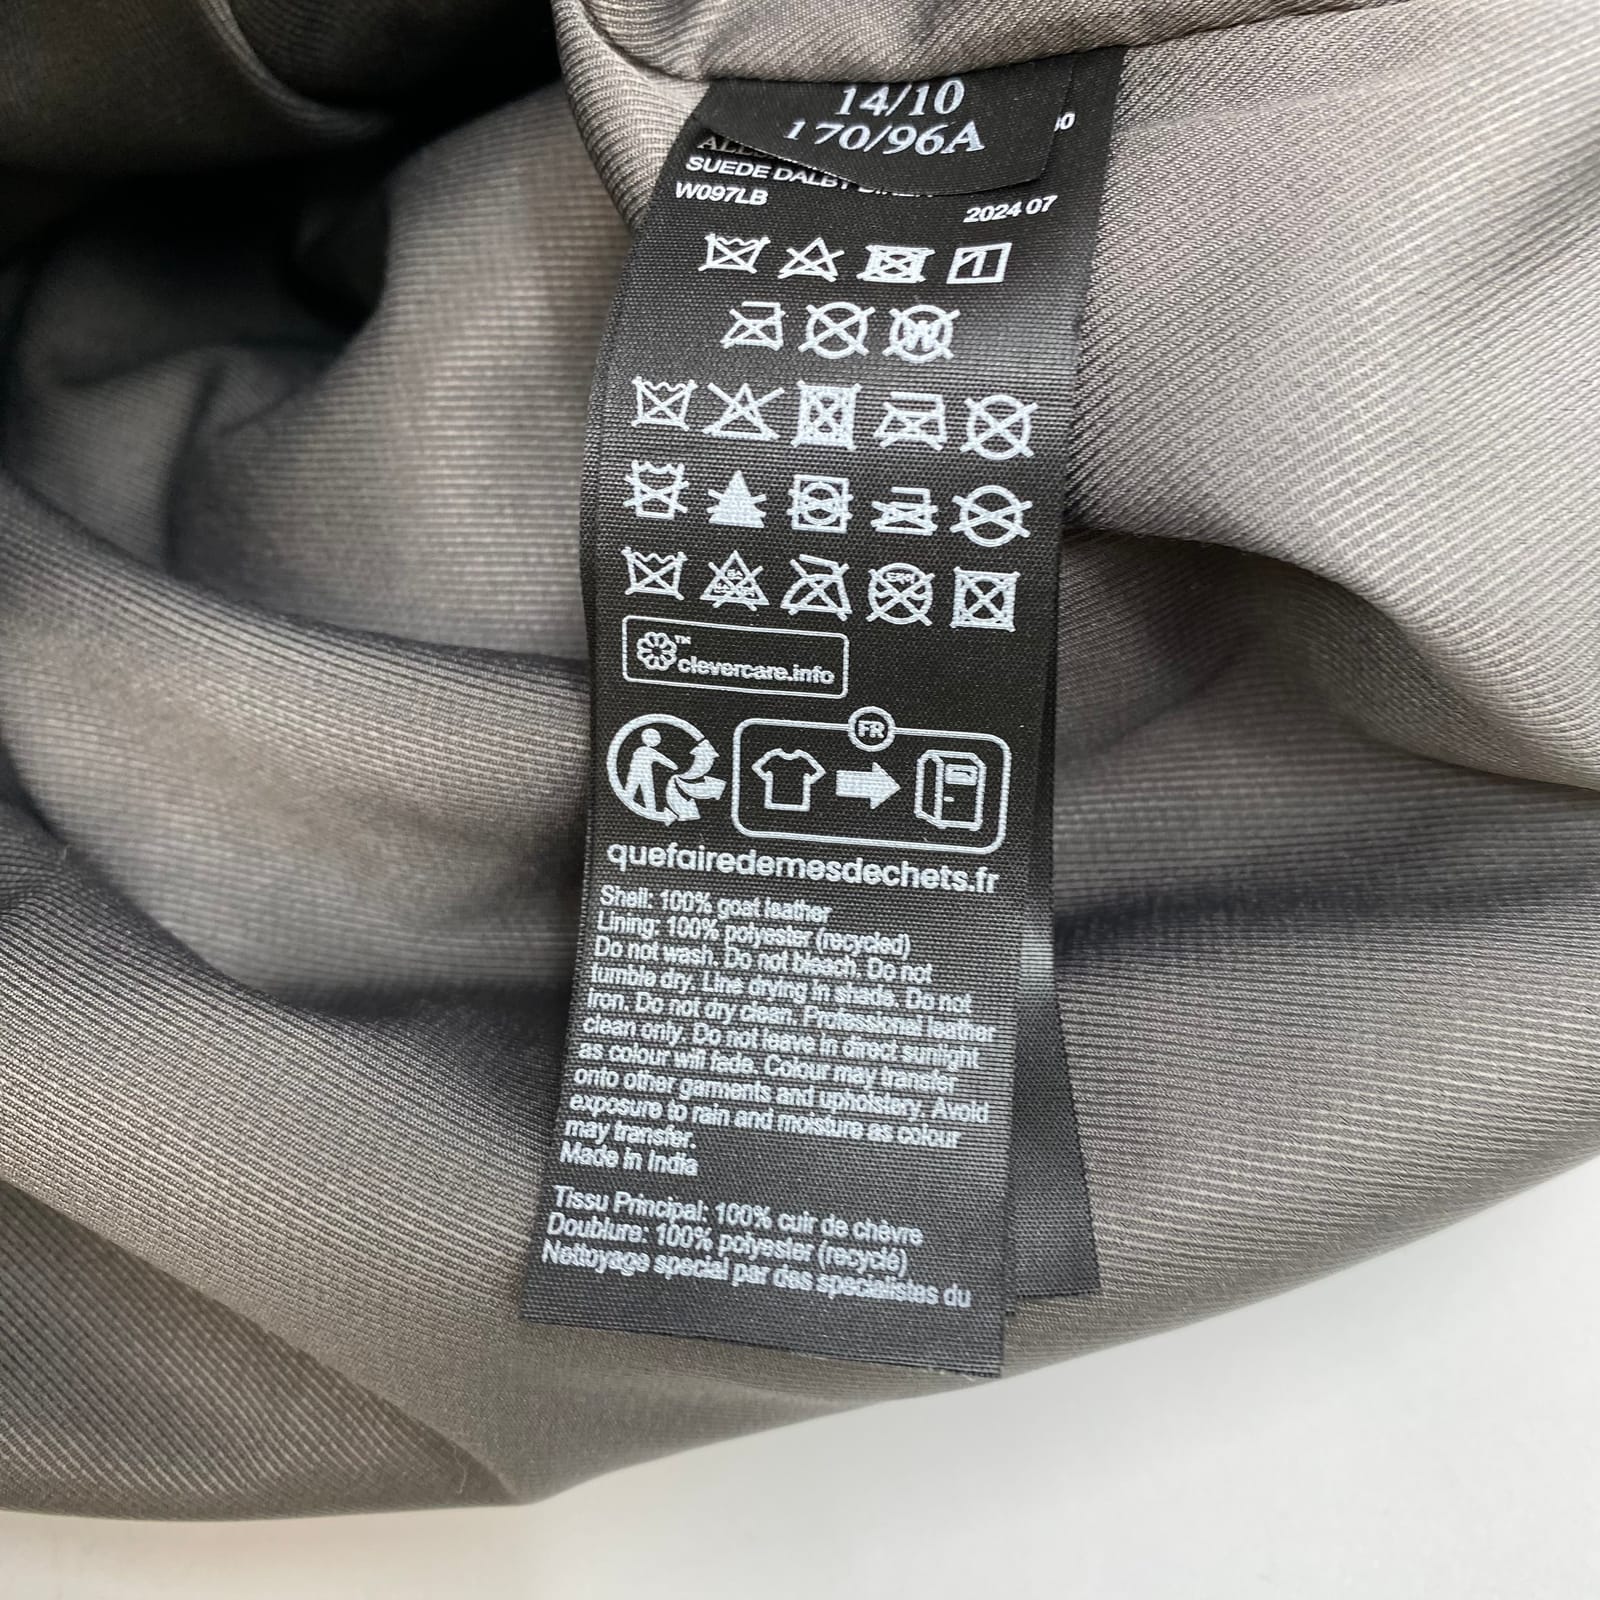 14/10
170/96A
SUEDE DALBY
W097LB
2024 07
1
W
™
clevercare.info
FR
quefairedemesdechets.fr
Shell: 100% goat leather
Lining: 100% polyester (recycled)
Do not wash. Do not bleach. Do not
tumble dry. Line drying in shade. Do not
iron. Do not dry clean. Professional leather
clean only. Do not leave in direct sunlight
as colour will fade. Colour may transfer
onto other garments and upholstery. Avoid
exposure to rain and moisture as colour
may transfer.
Made in India
Tissu Principal: 100% cuir de chèvre
Doublure: 100% polyester (recyclé)
Nettoyage special par des specialistes du